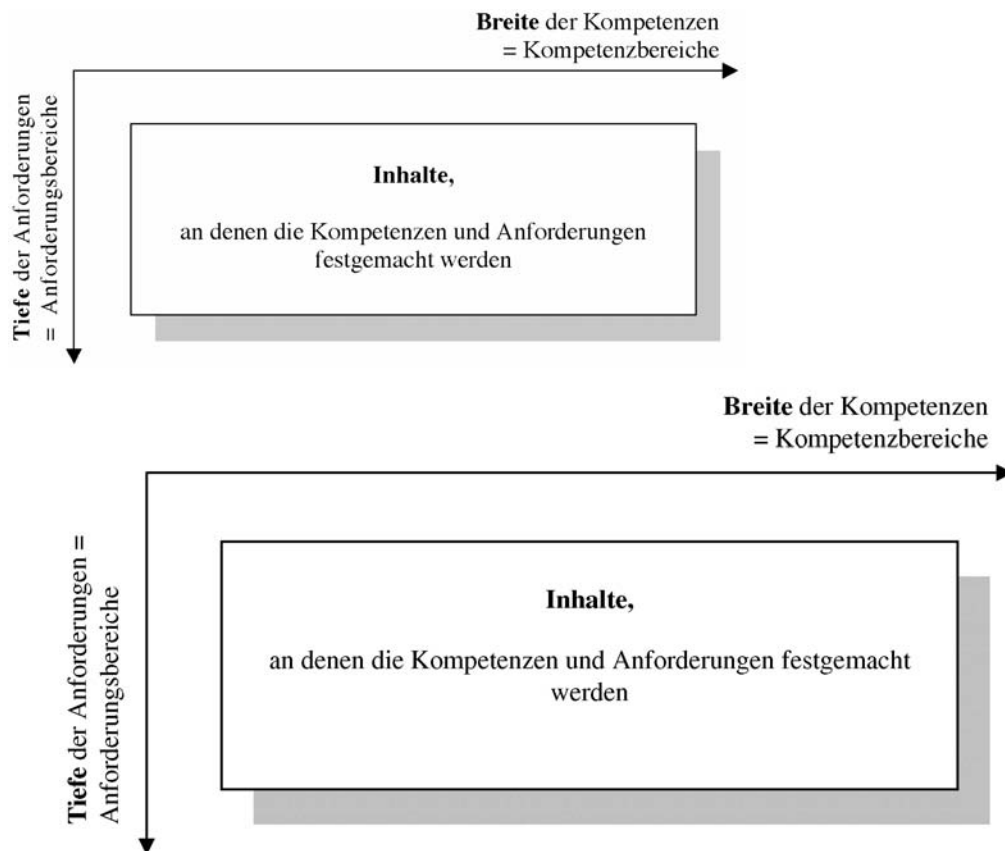 Breite der Kompetenzen
= Kompetenzbereiche
Tiefe der Anforderungen
= Anforderungsbereiche
Inhalte,
an denen die Kompetenzen und Anforderungen
festgemacht werden
Breite der Kompetenzen
= Kompetenzbereiche
Tiefe der Anforderungen =
Anforderungsbereiche
Inhalte,
an denen die Kompetenzen und Anforderungen festgemacht
werden